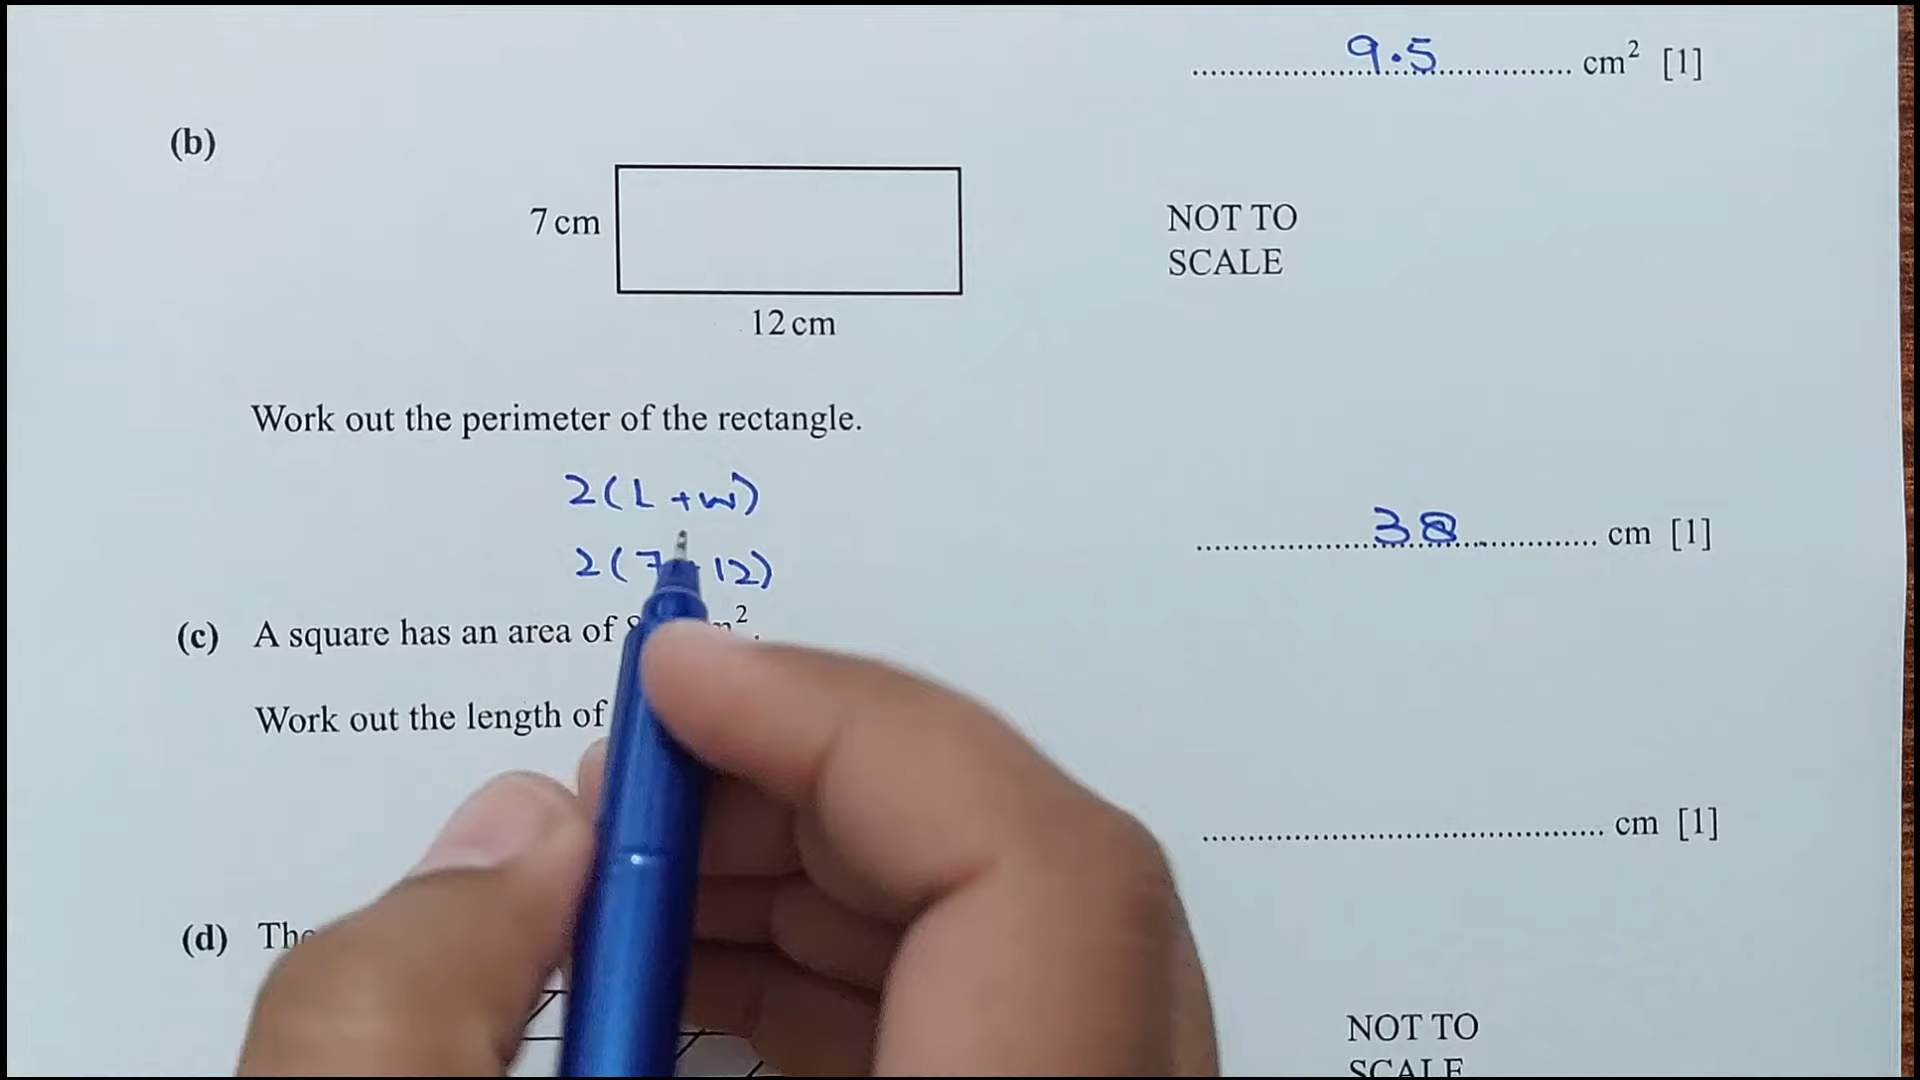 9.5 cm² [1]
(b)
7 cm
NOT TO
SCALE
12 cm
Work out the perimeter of the rectangle.
2(L+w)
38 cm [1]
2(7+12)
(c) A square has an area of
Work out the length of
cm [1]
(d)
NOT TO
SCALE